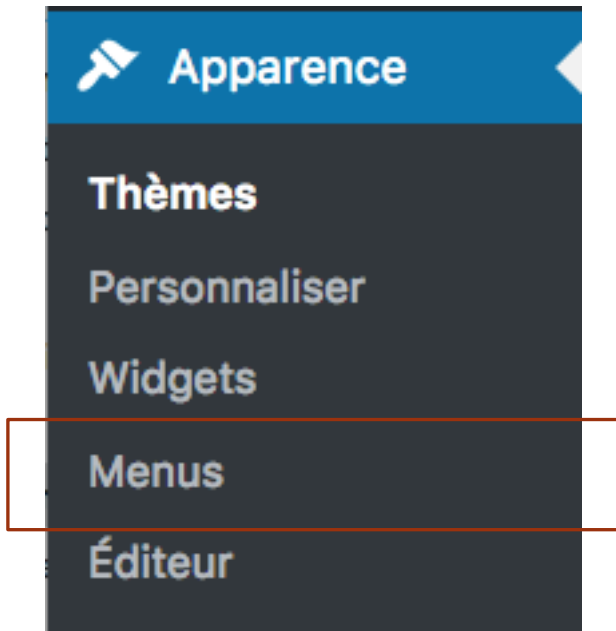 Apparence
Thèmes
Personnaliser
Widgets
Menus
Éditeur